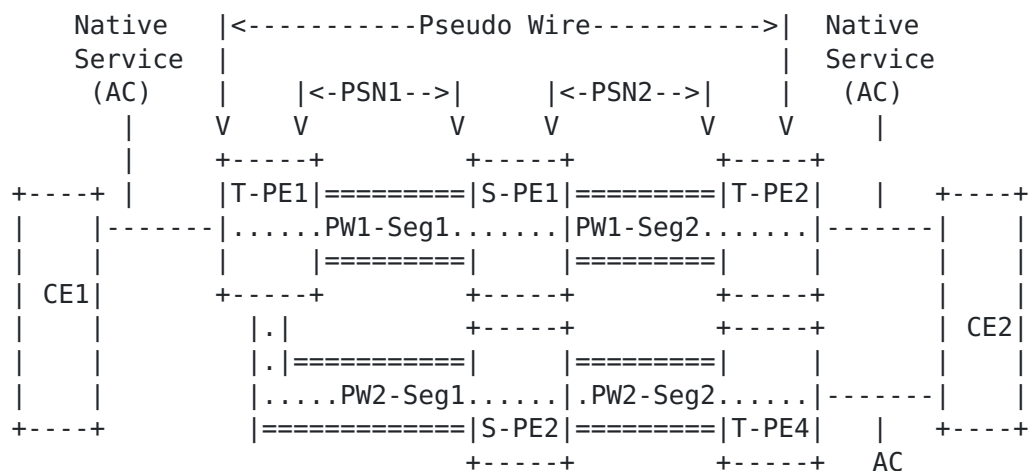 Native |<-----------Pseudo Wire----------->| Native
Service | | Service
(AC) | |<-PSN1-->| |<-PSN2-->| | (AC)
| V V V V V V |
| +-----+ +-----+ +-----+
+----+ | |T-PE1|=========|S-PE1|=========|T-PE2| | +----+
| |-------|......PW1-Seg1.......|PW1-Seg2.......|-------| |
| | | |=========| |=========| | | |
| CE1| +-----+ +-----+ +-----+ | |
| | |.| +-----+ +-----+ | CE2|
| | |.|===========| |=========| | | |
| | |.....PW2-Seg1......|.PW2-Seg2......|-------| |
+----+ |=============|S-PE2|=========|T-PE4| | +----+
+-----+ +-----+ AC